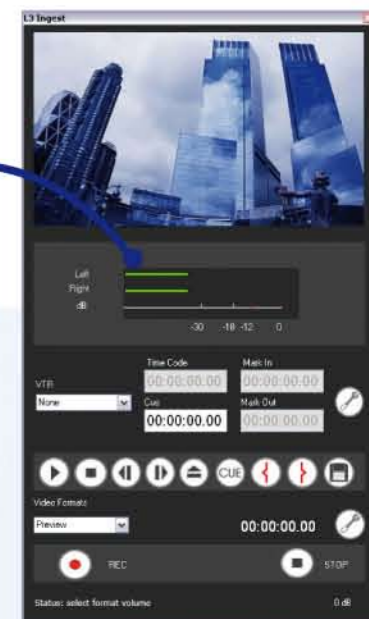 L3 Ingest
Left
Right
dB
-30 -18 -12 0
Time Code Mark In
00:00:00.00 00:00:00.00
VTR Cue Mark Out
None 00:00:00.00 00:00:00.00
CUE { }
Video Formats
Preview 00:00:00.00
REC STOP
Status: select format volume 0 dB